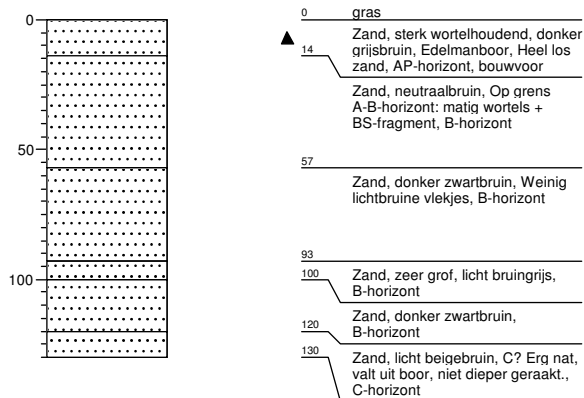 0
50
100
0 gras
Zand, sterk wortelhoudend, donker
grijsbruin, Edelmanboor, Heel los
zand, AP-horizont, bouwvoor
14
Zand, neutraalbruin, Op grens
A-B-horizont: matig wortels +
BS-fragment, B-horizont
57
Zand, donker zwartbruin, Weinig
lichtbruine vlekjes, B-horizont
93
100
Zand, zeer grof, licht bruingrijs,
B-horizont
120
Zand, donker zwartbruin,
B-horizont
130
Zand, licht beigebruin, C? Erg nat,
valt uit boor, niet dieper geraakt.,
C-horizont